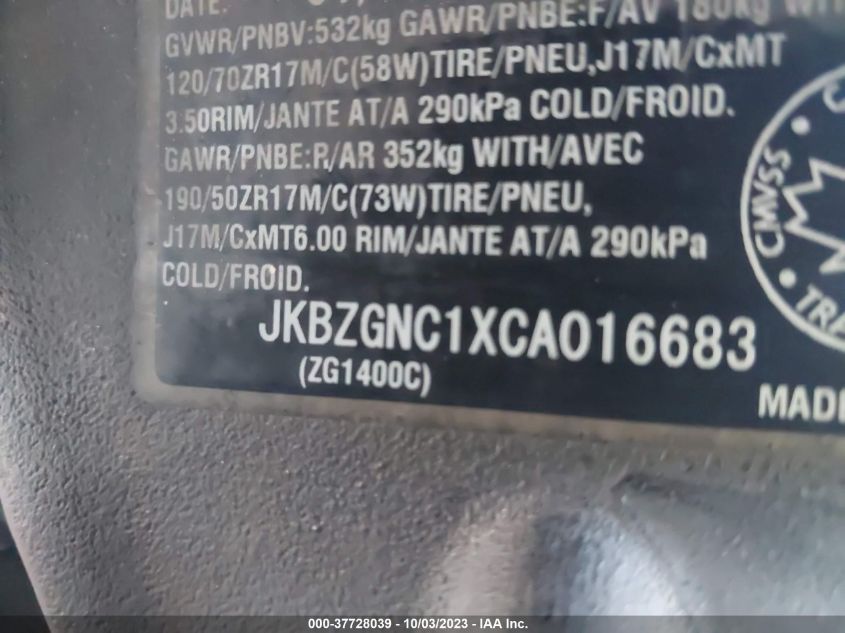 DATE:
GVWR/PNBV:532kg GAWR/PNBE:F/AV 180kg
120/70ZR17M/C(58W)TIRE/PNEU,J17M/CxMT
3.50RIM/JANTE AT/A 290kPa COLD/FROID.
GAWR/PNBE:R/AR 352kg WITH/AVEC
190/50ZR17M/C(73W)TIRE/PNEU,
J17M/CxMT6.00 RIM/JANTE AT/A 290kPa
COLD/FROID.
CMVSS
JKBZGNC1XCA016683
(ZG1400C)
000-37728039 - 10/03/2023 - IAA Inc.